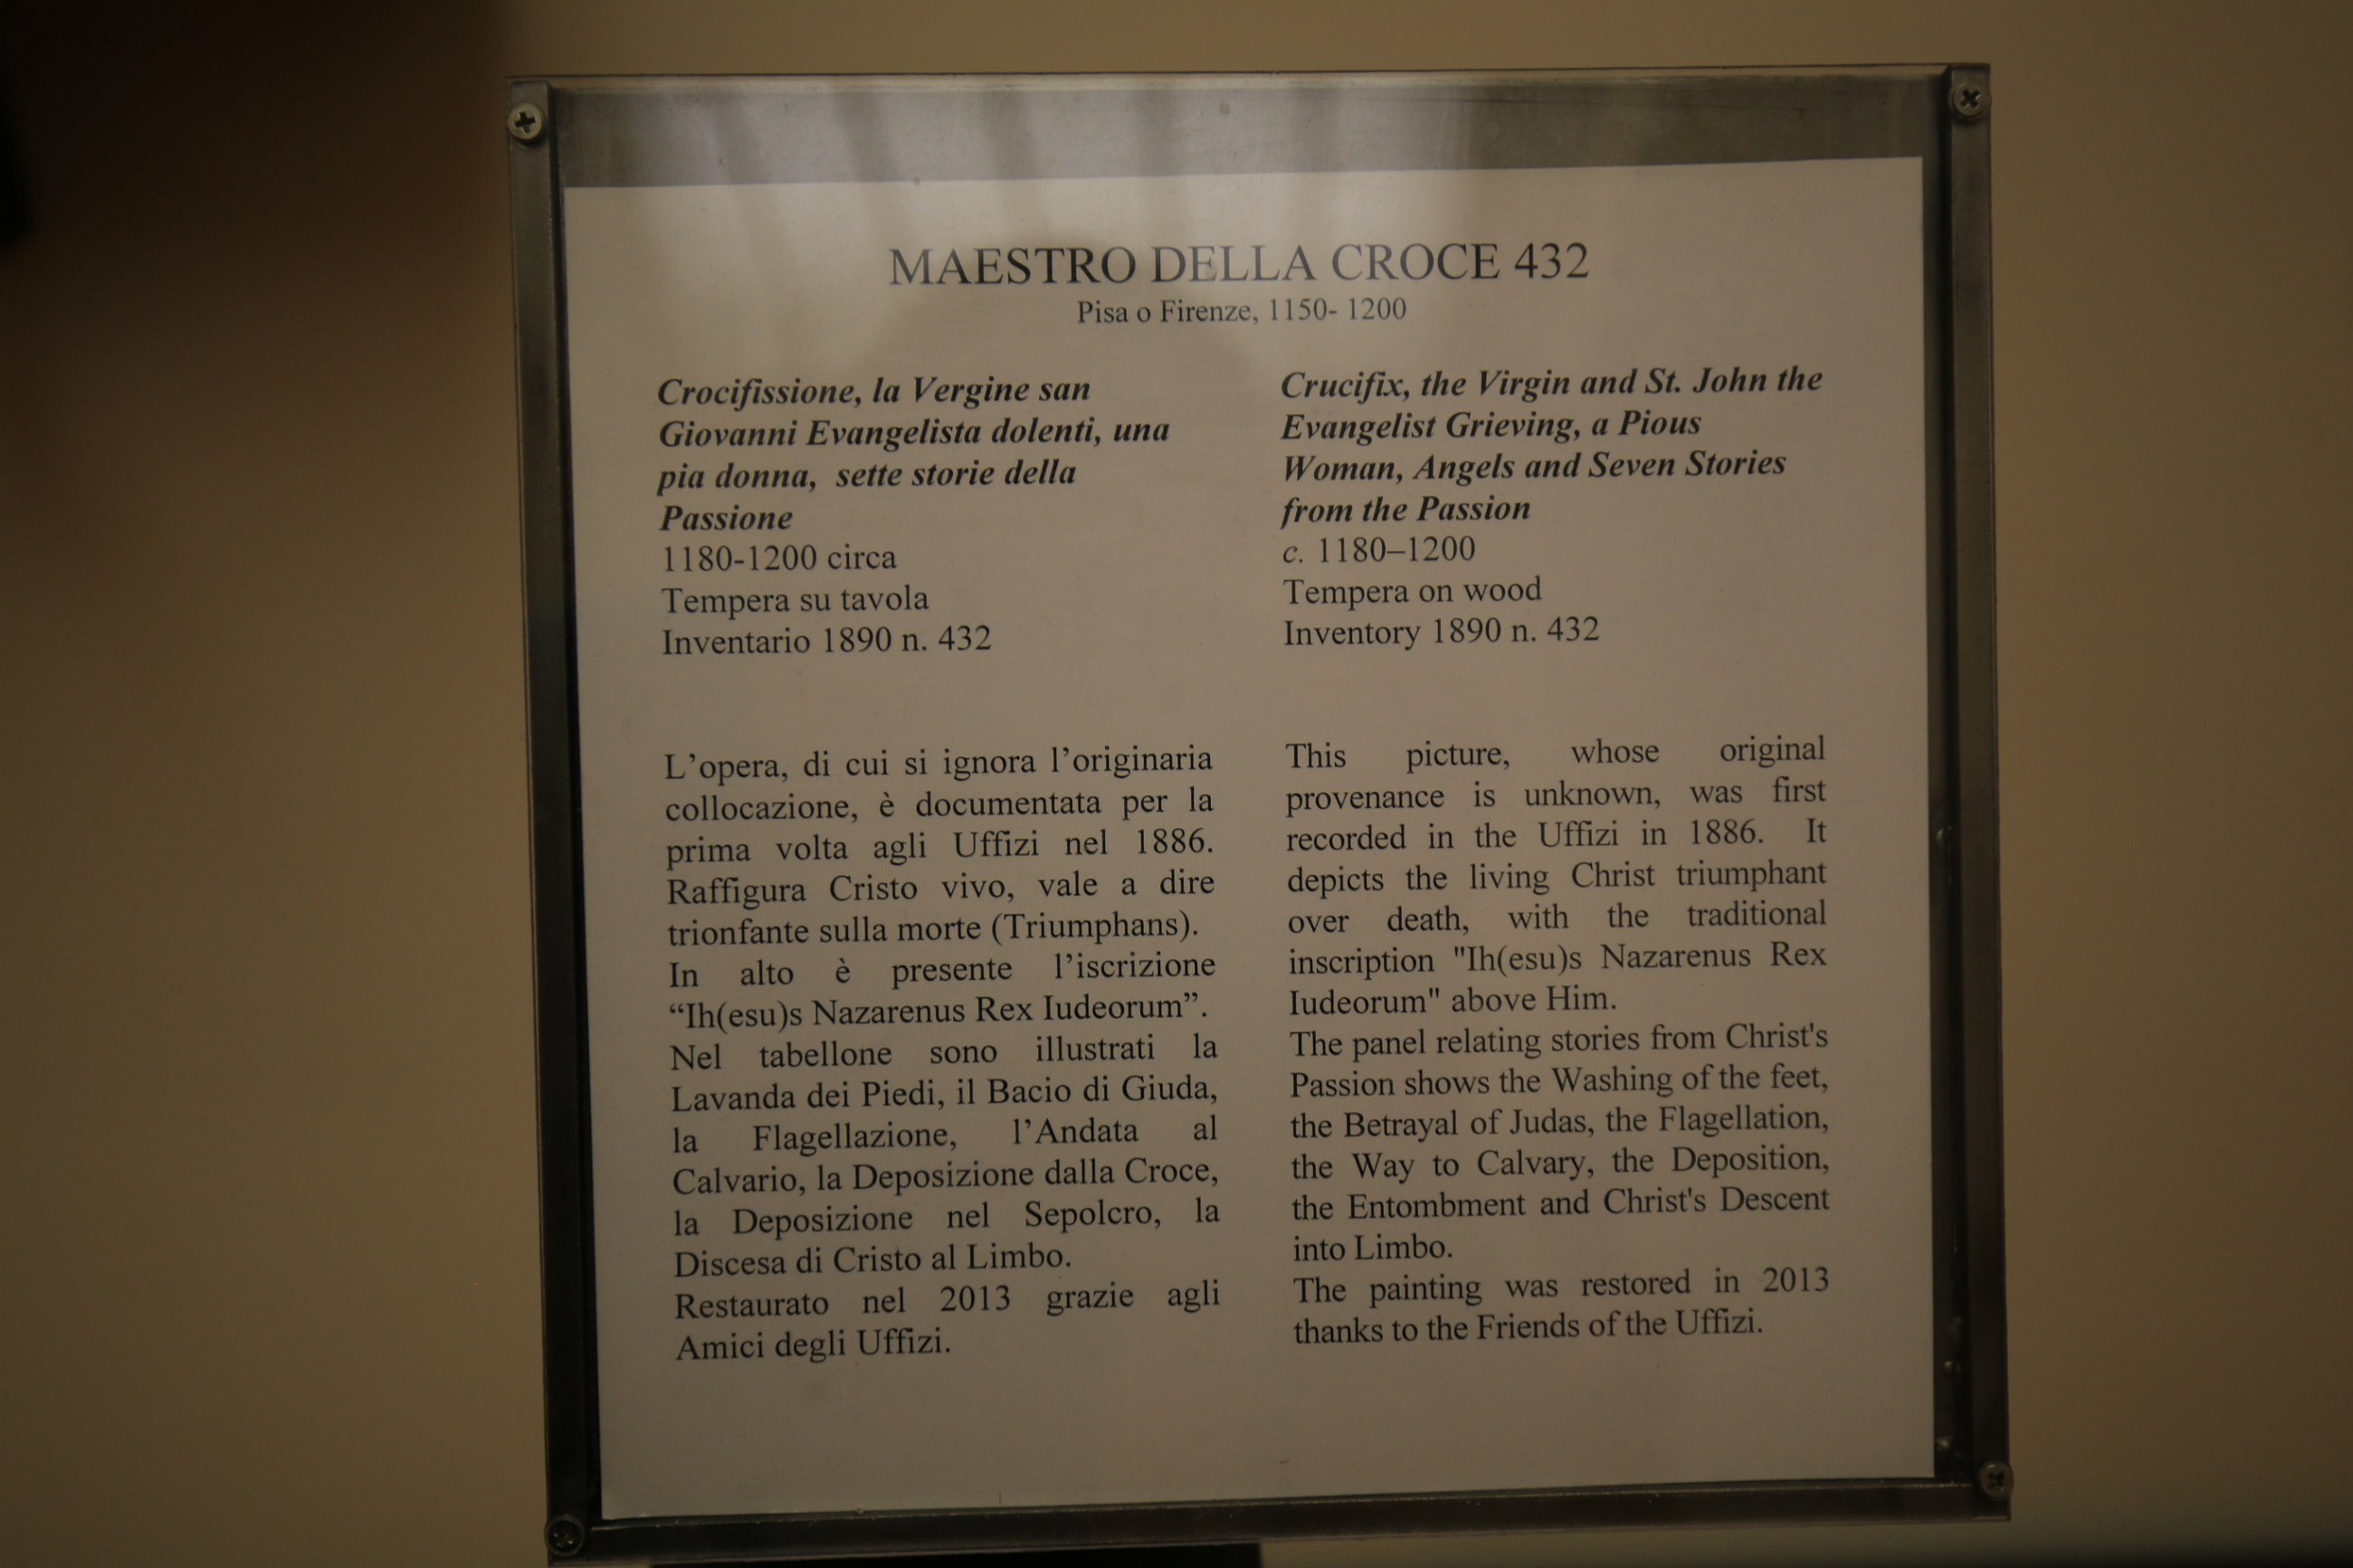 MAESTRO DELLA CROCE 432
Pisa o Firenze, 1150- 1200
Crocifissione, la Vergine san
Giovanni Evangelista dolenti, una
pia donna, sette storie della
Passione
1180-1200 circa
Tempera su tavola
Inventario 1890 n. 432
L’opera, di cui si ignora l’originaria
collocazione, è documentata per la
prima volta agli Uffizi nel 1886.
Raffigura Cristo vivo, vale a dire
trionfante sulla morte (Triumphans).
In alto è presente l’iscrizione
“Ih(esu)s Nazarenus Rex Iudeorum”.
Nel tabellone sono illustrati la
Lavanda dei Piedi, il Bacio di Giuda,
la Flagellazione, l’Andata al
Calvario, la Deposizione dalla Croce,
la Deposizione nel Sepolcro, la
Discesa di Cristo al Limbo.
Restaurato nel 2013 grazie agli
Amici degli Uffizi.
Crucifix, the Virgin and St. John the
Evangelist Grieving, a Pious
Woman, Angels and Seven Stories
from the Passion
c. 1180–1200
Tempera on wood
Inventory 1890 n. 432
This picture, whose original
provenance is unknown, was first
recorded in the Uffizi in 1886. It
depicts the living Christ triumphant
over death, with the traditional
inscription "Ih(esu)s Nazarenus Rex
Iudeorum" above Him.
The panel relating stories from Christ's
Passion shows the Washing of the feet,
the Betrayal of Judas, the Flagellation,
the Way to Calvary, the Deposition,
the Entombment and Christ's Descent
into Limbo.
The painting was restored in 2013
thanks to the Friends of the Uffizi.